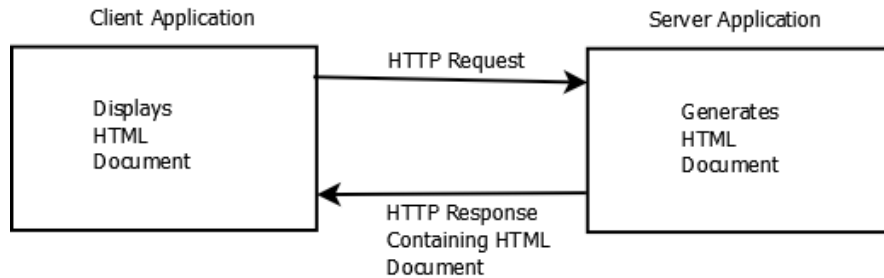 Client Application
Server Application
HTTP Request
Displays
HTML
Document
Generates
HTML
Document
HTTP Response
Containing HTML
Document